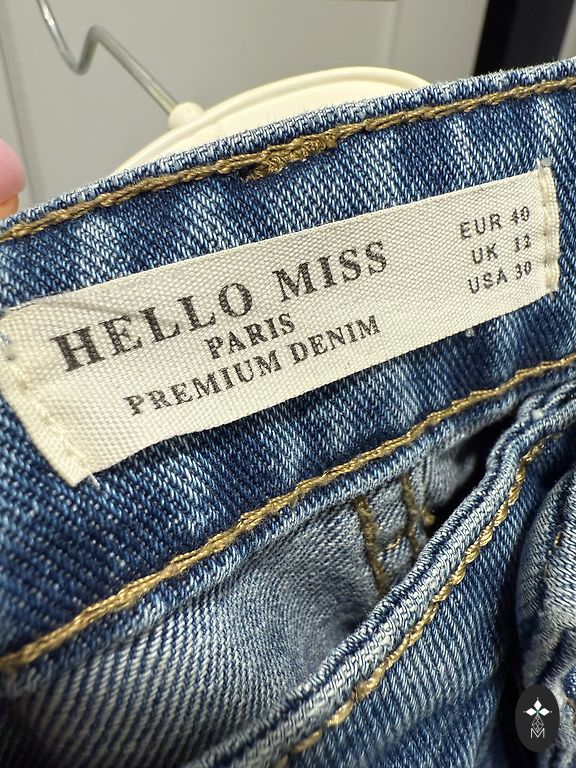 HELLO MISS
PARIS
PREMIUM DENIM
EUR 40
UK 12
USA 30
M